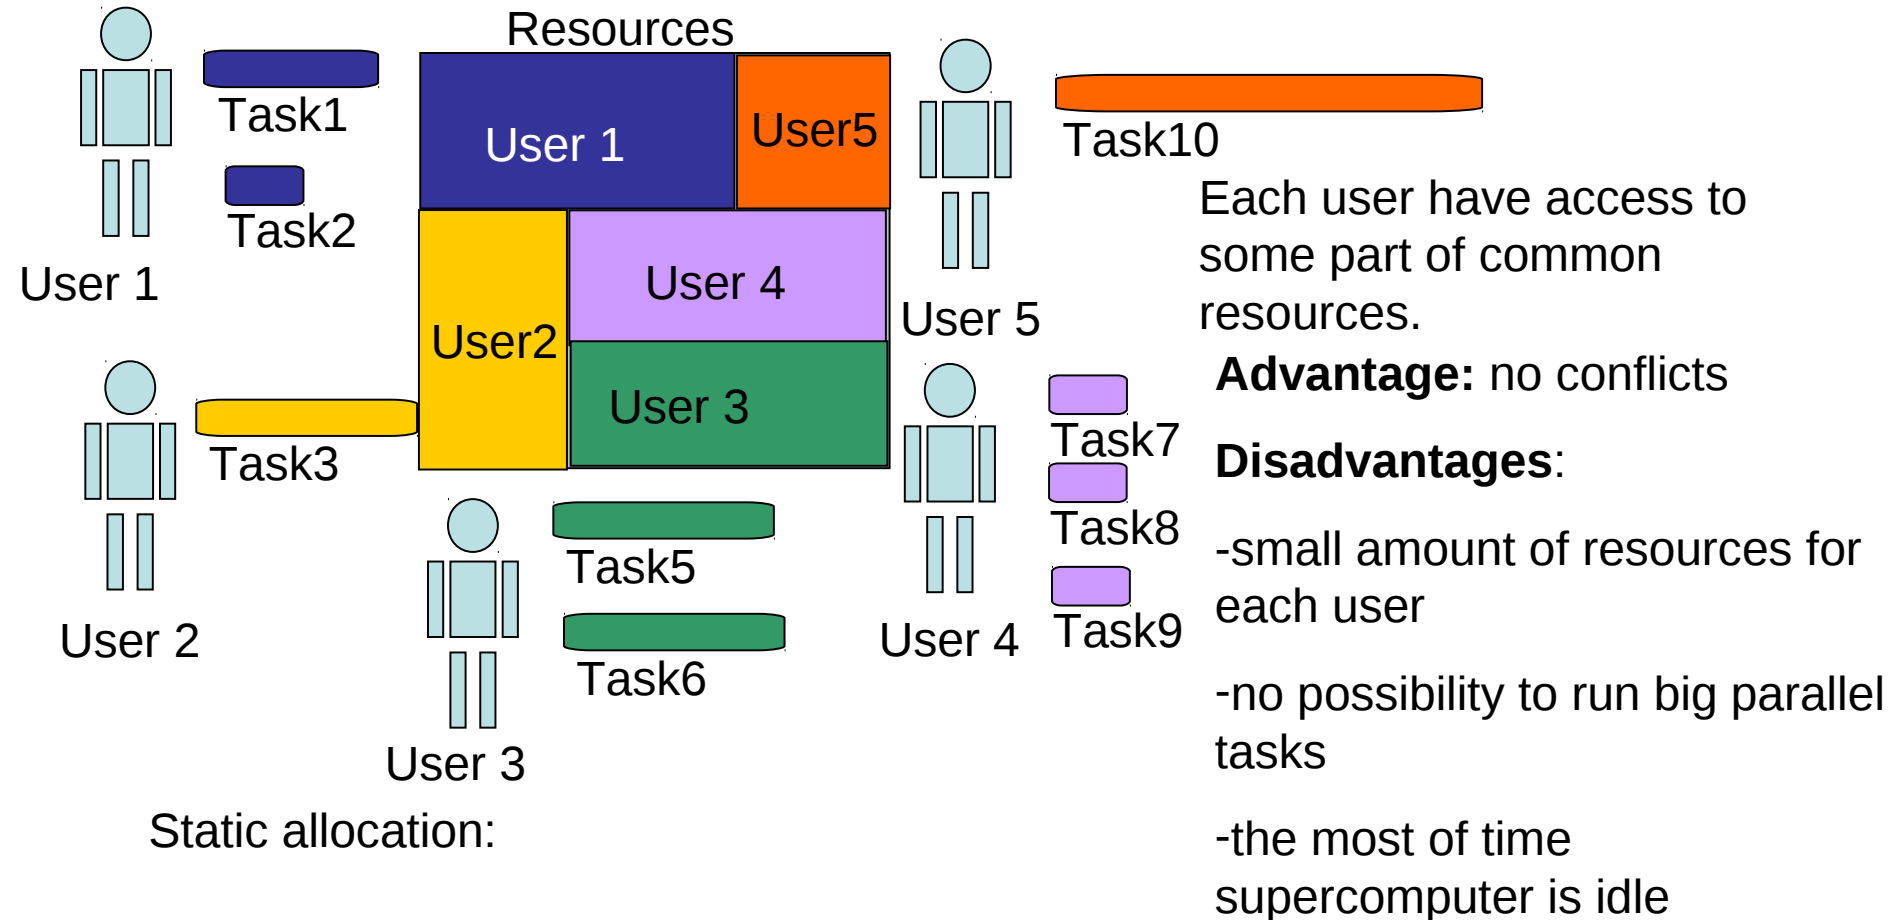 Resources
Task1
Task2
User 1
User 1
User5
User2
User 4
User 3
Task10
User 5
Task3
User 2
Task5
Task6
User 3
Task7
Task8
Task9
User 4
Static allocation:
Each user have access to
some part of common
resources.
Advantage: no conflicts
Disadvantages:
-small amount of resources for
each user
-no possibility to run big parallel
tasks
-the most of time
supercomputer is idle